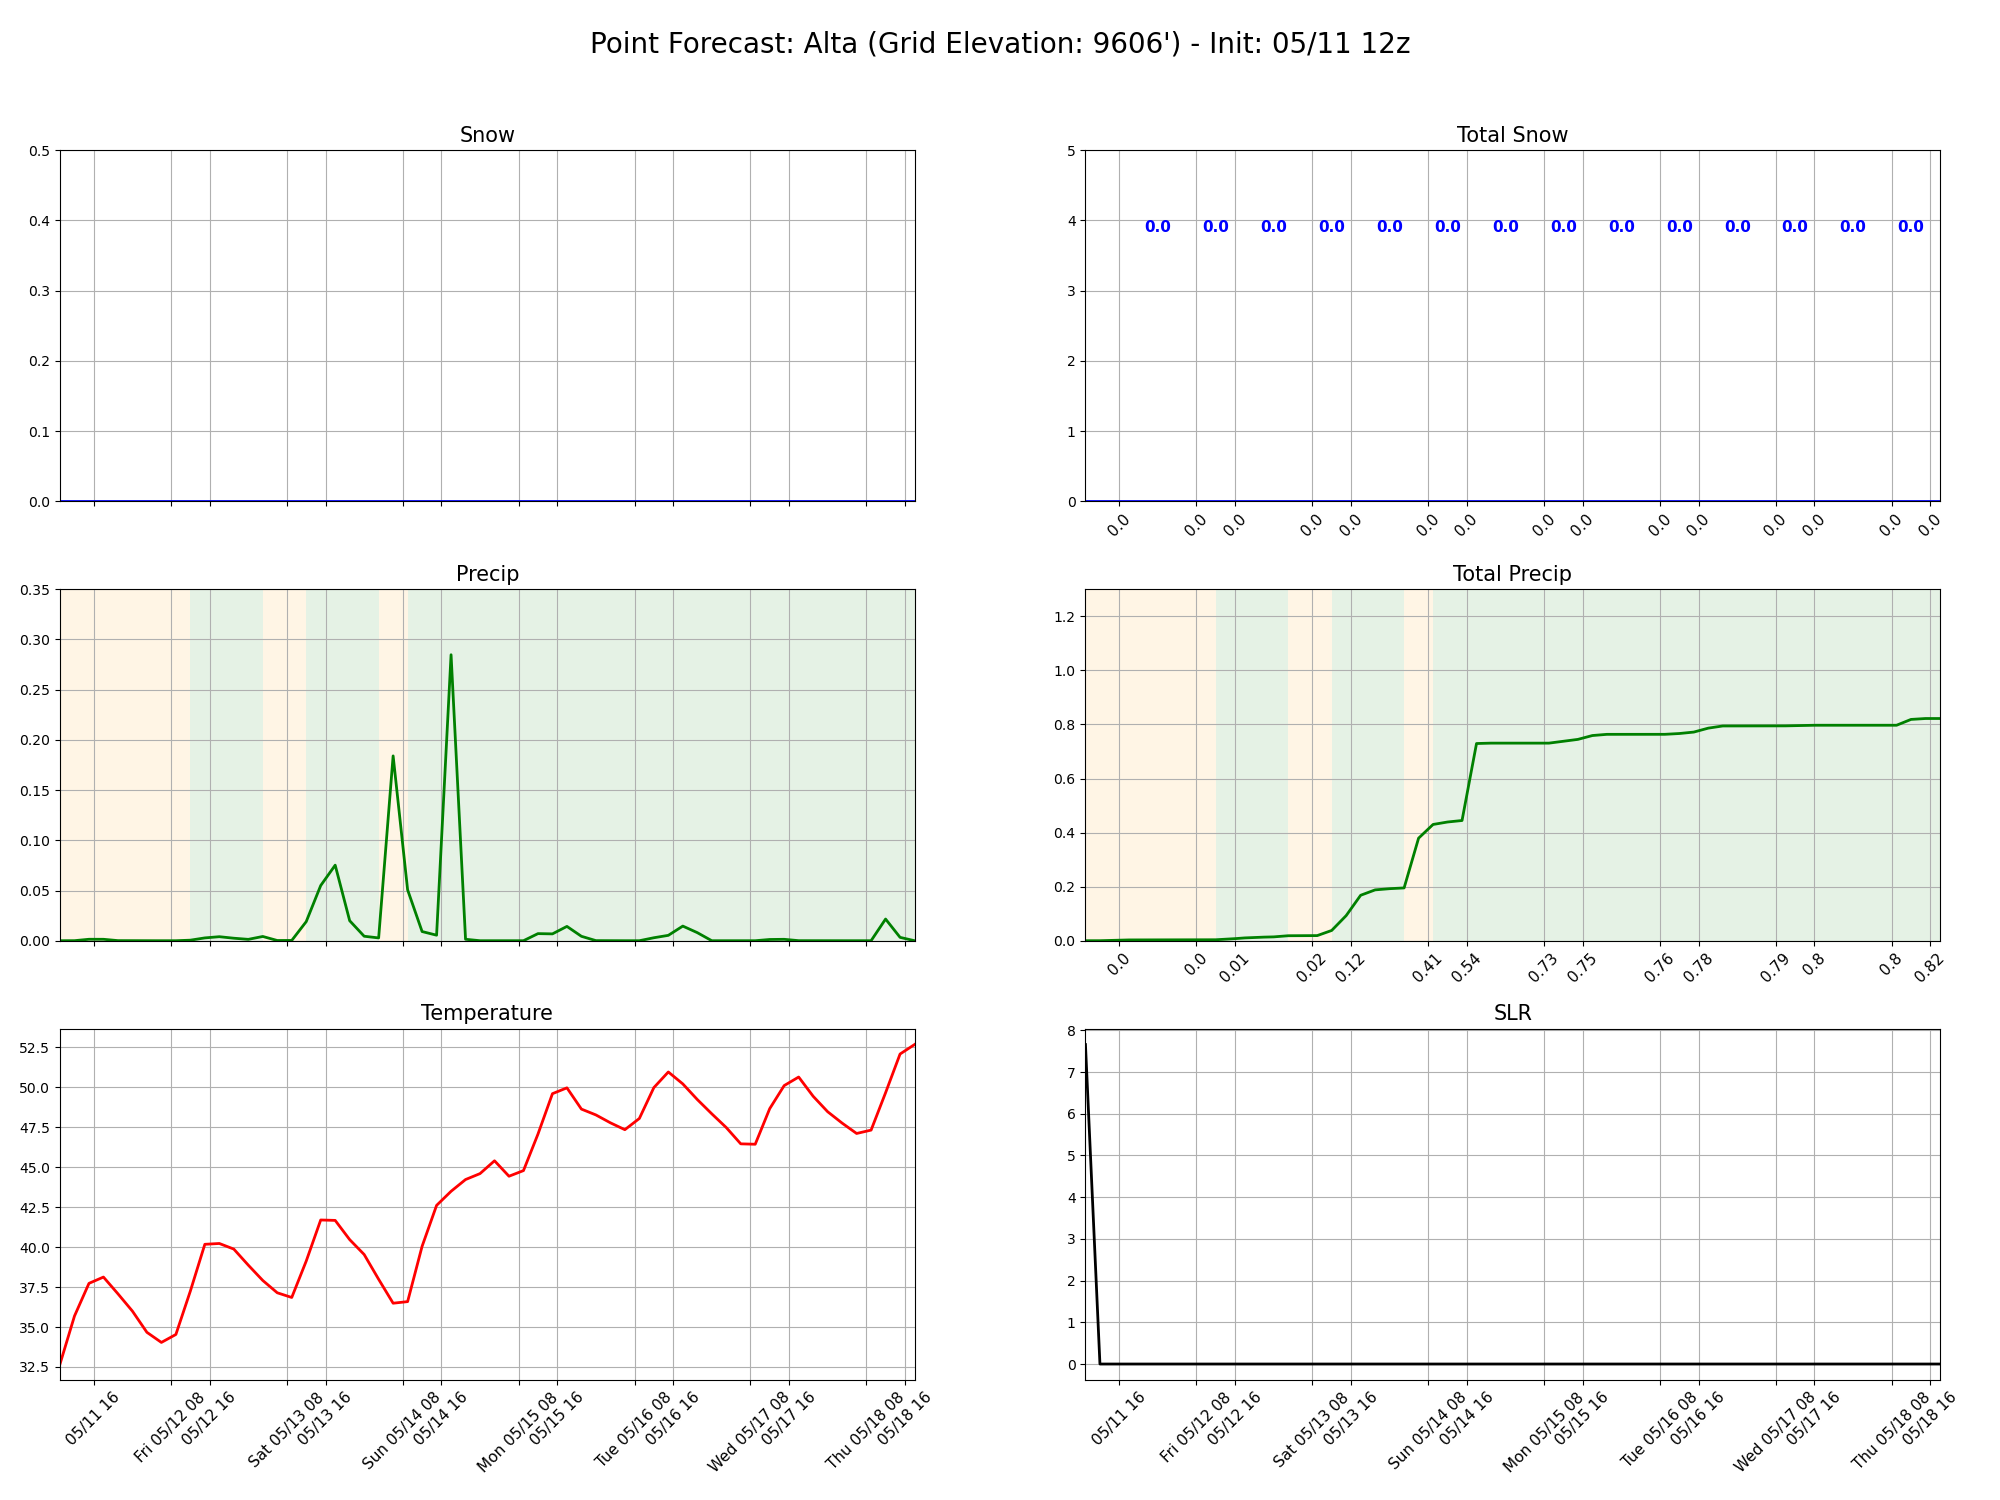 Point Forecast: Alta (Grid Elevation: 9606') - Init: 05/11 12z
Snow
0.5
0.4
0.3
0.2
0.1
0.0
Total Snow
5
4
3
2
1
0
0.0 0.0 0.0 0.0 0.0 0.0 0.0 0.0 0.0 0.0 0.0 0.0 0.0 0.0
0.0 0.0 0.0 0.0 0.0 0.0 0.0 0.0 0.0 0.0 0.0 0.0 0.0 0.0 0.0
Precip
0.35
0.30
0.25
0.20
0.15
0.10
0.05
0.00
Total Precip
1.2
1.0
0.8
0.6
0.4
0.2
0.0
0.0 0.0 0.01 0.02 0.12 0.41 0.54 0.73 0.75 0.76 0.78 0.79 0.8 0.8 0.82
Temperature
52.5
50.0
47.5
45.0
42.5
40.0
37.5
35.0
32.5
05/11 16
Fri 05/12 08
05/12 16
Sat 05/13 08
05/13 16
Sun 05/14 08
05/14 16
Mon 05/15 08
05/15 16
Tue 05/16 08
05/16 16
Wed 05/17 08
05/17 16
Thu 05/18 08
05/18 16
SLR
8
7
6
5
4
3
2
1
0
05/11 16
Fri 05/12 08
05/12 16
Sat 05/13 08
05/13 16
Sun 05/14 08
05/14 16
Mon 05/15 08
05/15 16
Tue 05/16 08
05/16 16
Wed 05/17 08
05/17 16
Thu 05/18 08
05/18 16